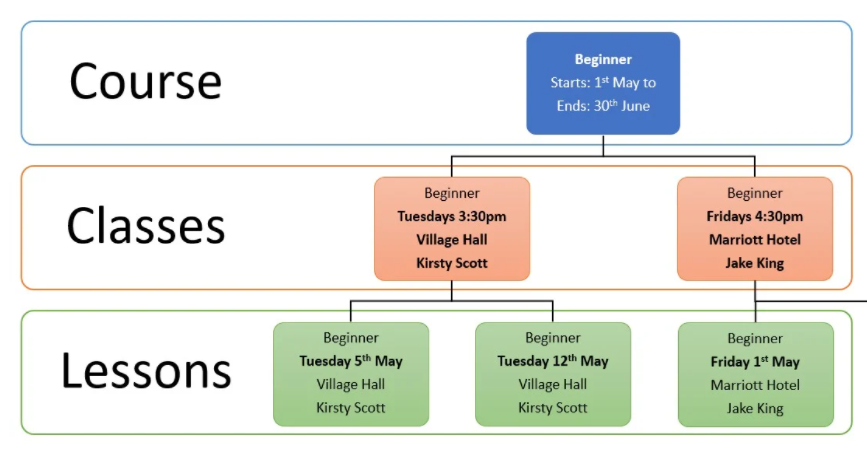 Course
Beginner
Starts: 1st May to
Ends: 30th June
Classes
Beginner
Tuesdays 3:30pm
Village Hall
Kirsty Scott
Beginner
Fridays 4:30pm
Marriott Hotel
Jake King
Lessons
Beginner
Tuesday 5th May
Village Hall
Kirsty Scott
Beginner
Tuesday 12th May
Village Hall
Kirsty Scott
Beginner
Friday 1st May
Marriott Hotel
Jake King